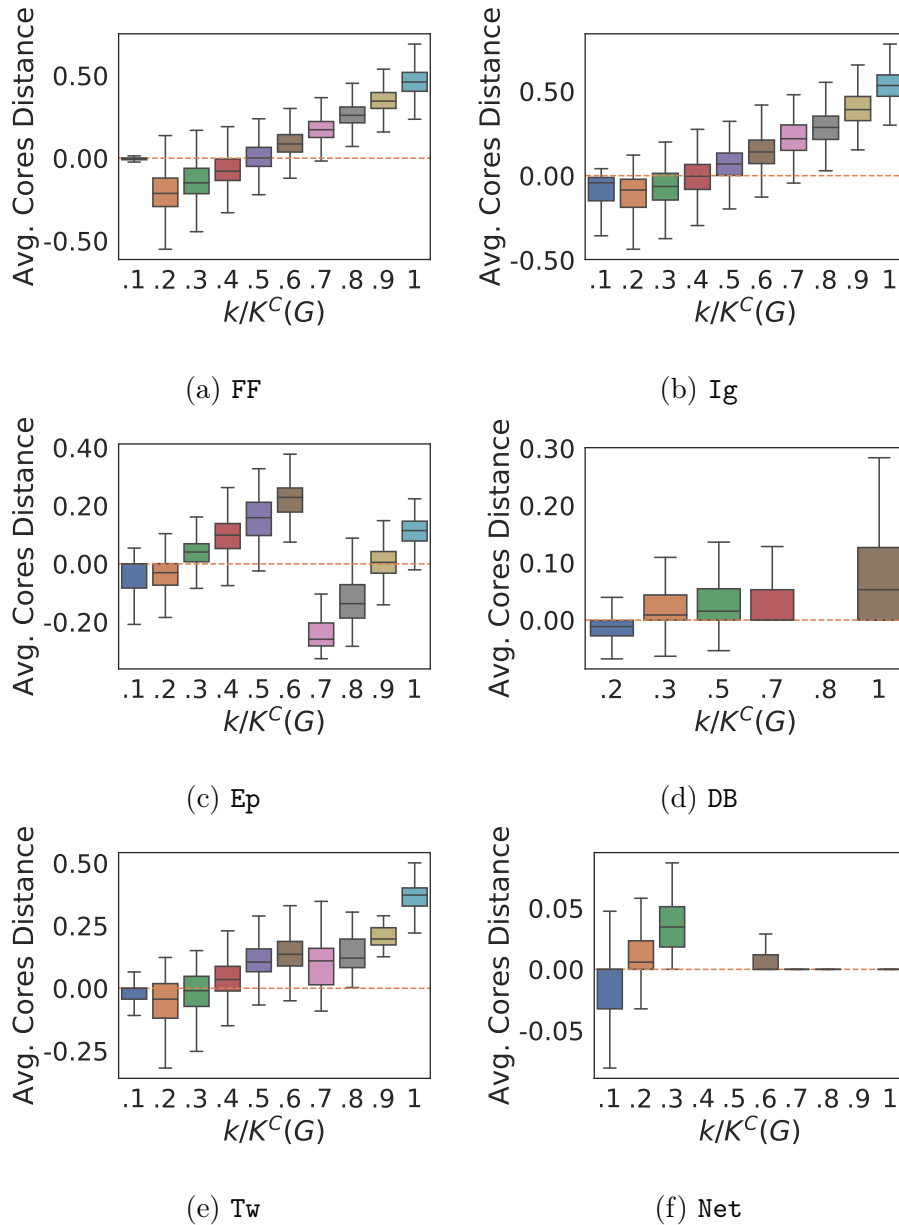 Avg. Cores Distance
0.50
0.00
-0.50
.1 .2 .3 .4 .5 .6 .7 .8 .9 1
k/K^C(G)
(a) FF
Avg. Cores Distance
0.50
0.00
-0.50
.1 .2 .3 .4 .5 .6 .7 .8 .9 1
k/K^C(G)
(b) Ig
Avg. Cores Distance
0.40
0.20
0.00
-0.20
.1 .2 .3 .4 .5 .6 .7 .8 .9 1
k/K^C(G)
(c) Ep
Avg. Cores Distance
0.30
0.20
0.10
0.00
.2 .3 .5 .7 .8 1
k/K^C(G)
(d) DB
Avg. Cores Distance
0.50
0.25
0.00
-0.25
.1 .2 .3 .4 .5 .6 .7 .8 .9 1
k/K^C(G)
(e) Tw
Avg. Cores Distance
0.05
0.00
-0.05
.1 .2 .3 .4 .5 .6 .7 .8 .9 1
k/K^C(G)
(f) Net